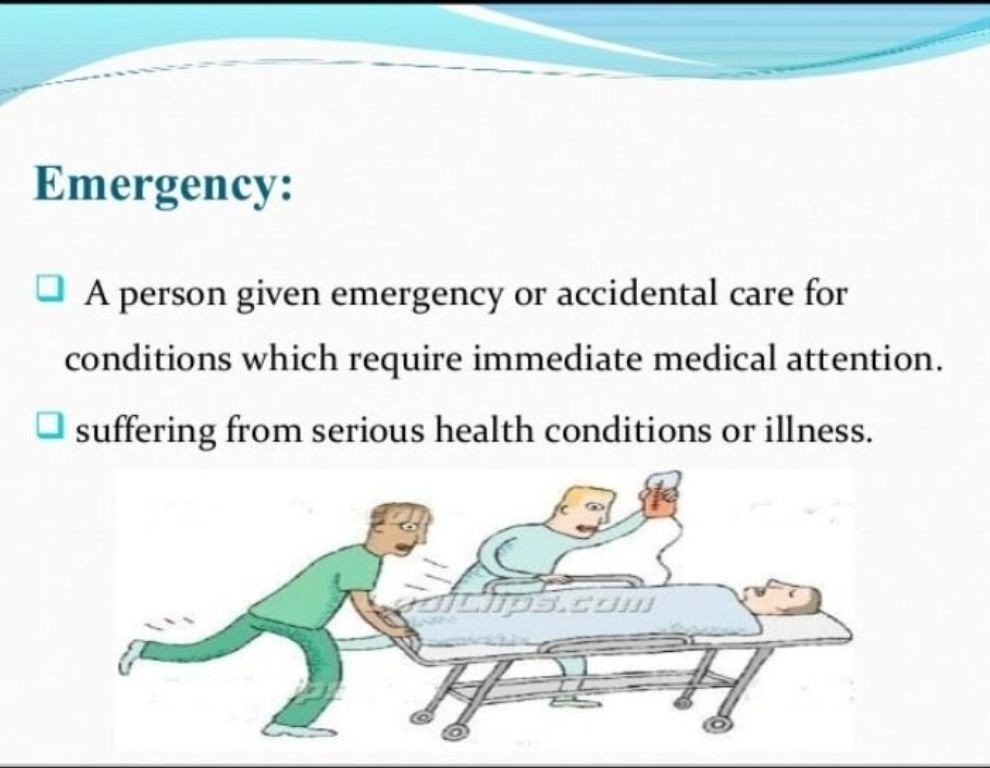 Emergency:
A person given emergency or accidental care for
conditions which require immediate medical attention.
suffering from serious health conditions or illness.